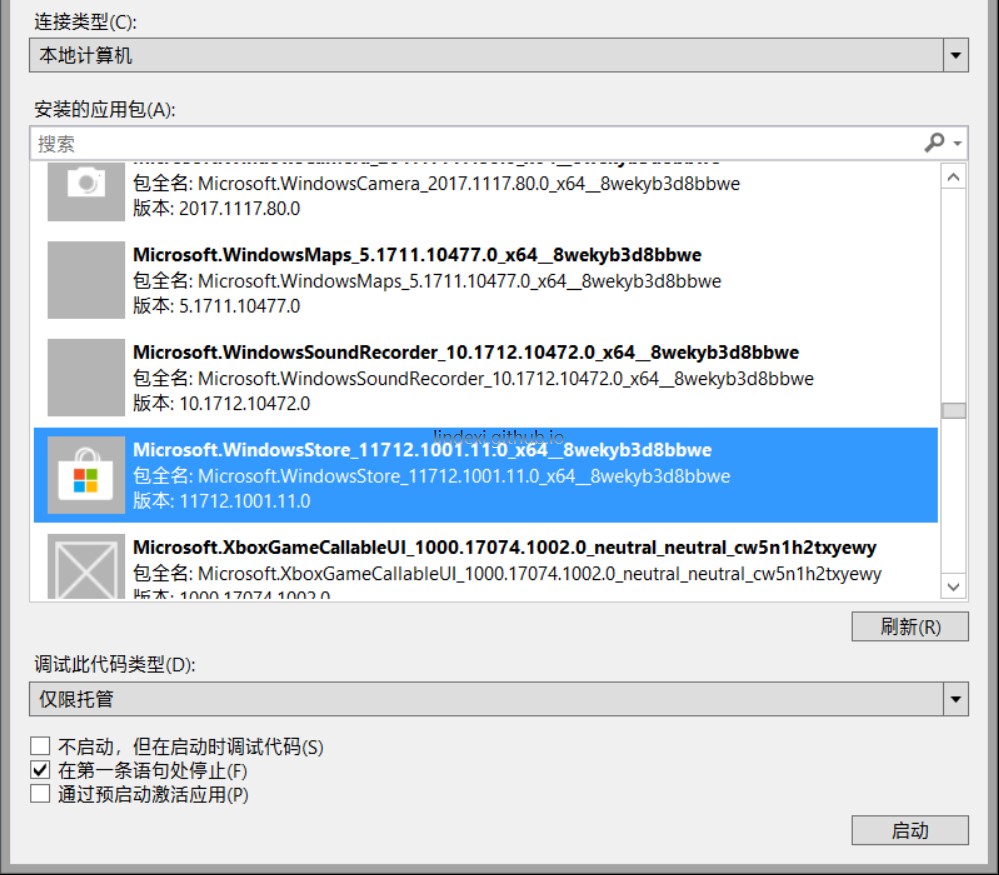 连接类型(C):
本地计算机
安装的应用包(A):
搜索
包全名: Microsoft.WindowsCamera_2017.1117.80.0_x64__8wekyb3d8bbwe
版本: 2017.1117.80.0
Microsoft.WindowsMaps_5.1711.10477.0_x64__8wekyb3d8bbwe
包全名: Microsoft.WindowsMaps_5.1711.10477.0_x64__8wekyb3d8bbwe
版本: 5.1711.10477.0
Microsoft.WindowsSoundRecorder_10.1712.10472.0_x64__8wekyb3d8bbwe
包全名: Microsoft.WindowsSoundRecorder_10.1712.10472.0_x64__8wekyb3d8bbwe
版本: 10.1712.10472.0
lindexi.github.io
Microsoft.WindowsStore_11712.1001.11.0_x64__8wekyb3d8bbwe
包全名: Microsoft.WindowsStore_11712.1001.11.0_x64__8wekyb3d8bbwe
版本: 11712.1001.11.0
Microsoft.XboxGameCallableUI_1000.17074.1002.0_neutral_neutral_cw5n1h2txyewy
包全名: Microsoft.XboxGameCallableUI_1000.17074.1002.0_neutral_neutral_cw5n1h2txyewy
版本: 1000.17074.1002.0
刷新(R)
调试此代码类型(D):
仅限托管
不启动，但在启动时调试代码(S)
在第一条语句处停止(F)
通过预启动激活应用(P)
启动